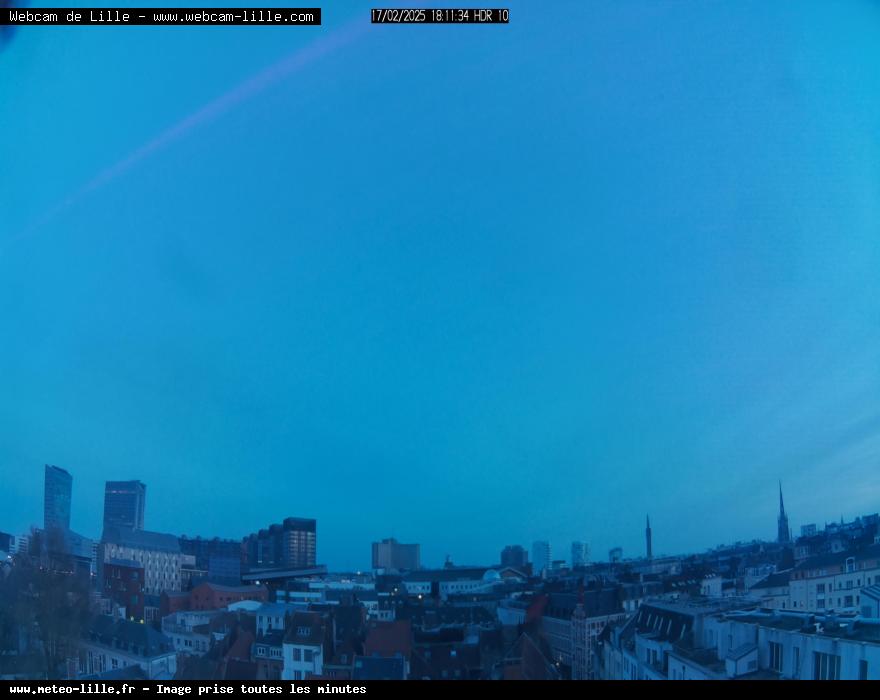 Webcam de Lille - www.webcam-lille.com
17/02/2025 18:11:34 HDR 10
www.meteo-lille.fr - Image prise toutes les minutes